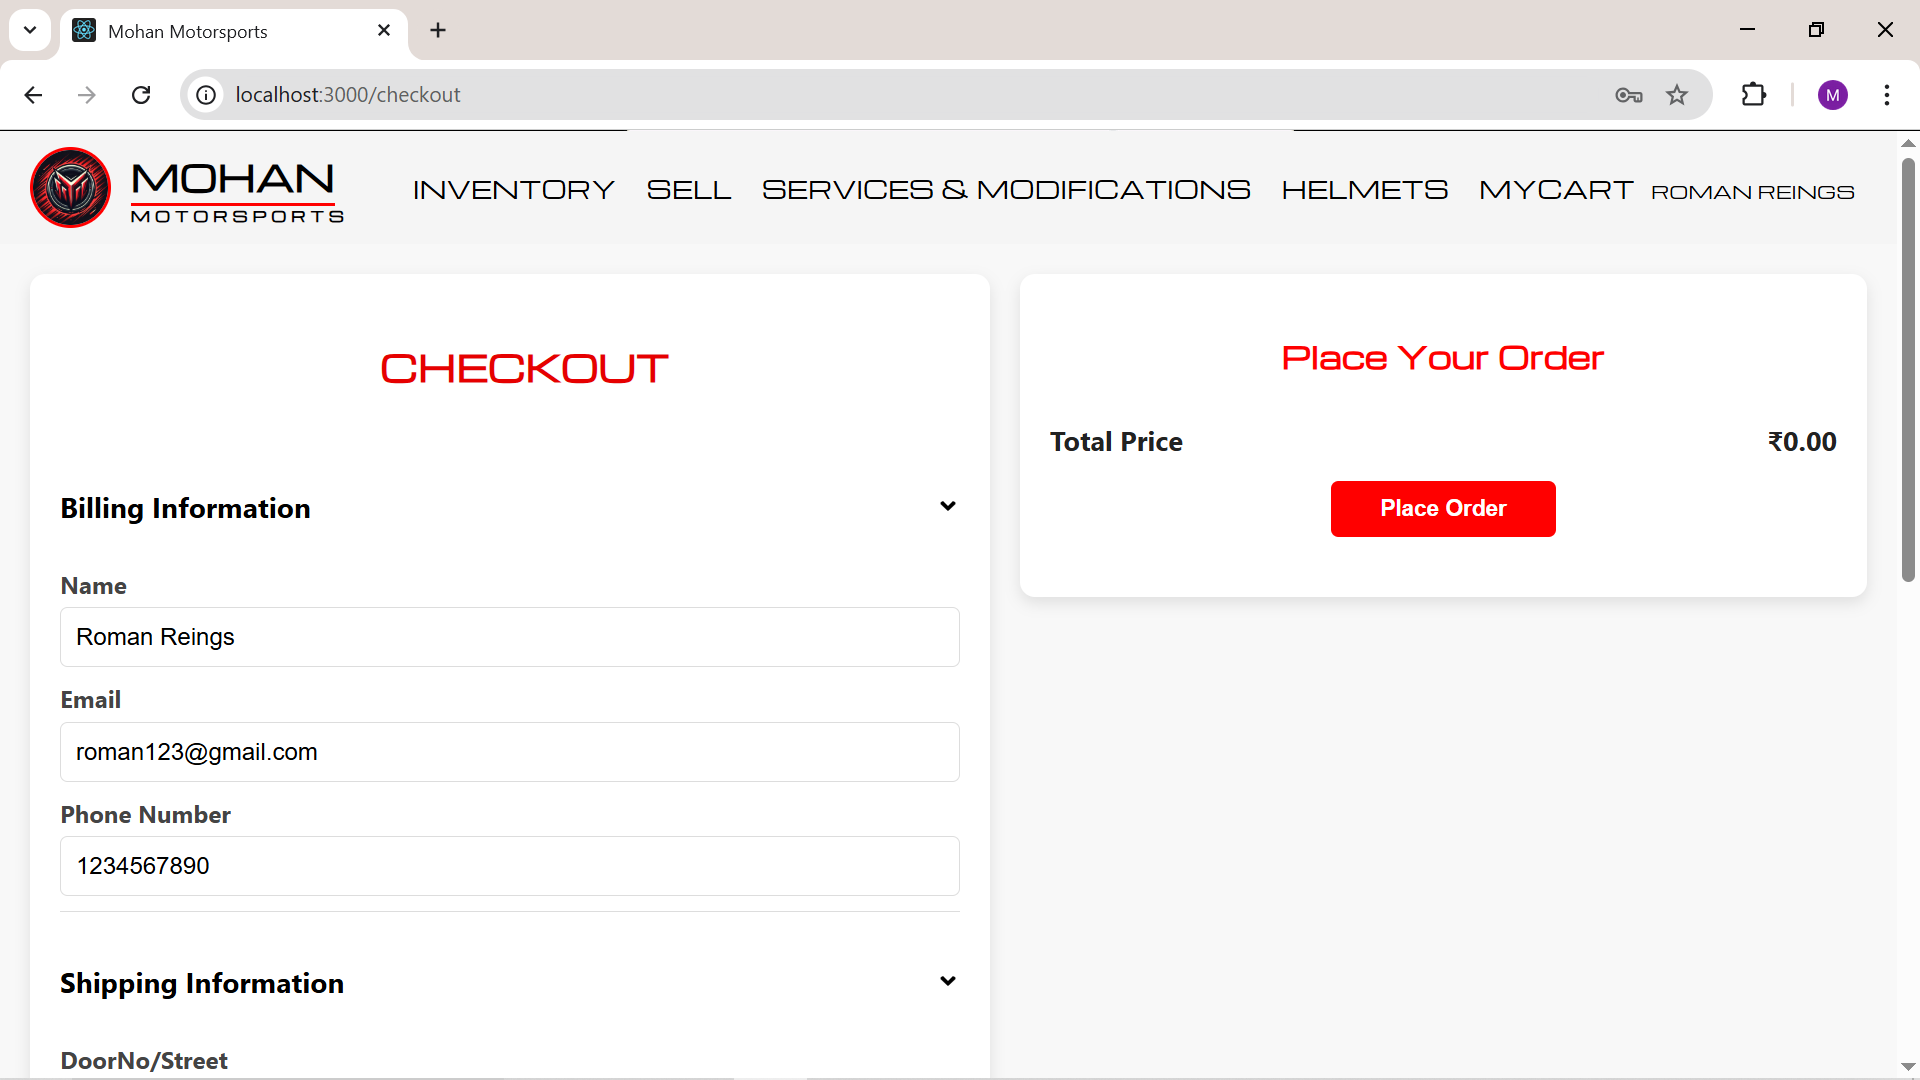 Mohan Motorsports
localhost:3000/checkout
M
MOHAN
MOTORSPORTS
INVENTORY SELL SERVICES & MODIFICATIONS HELMETS MYCART ROMAN REINGS
CHECKOUT
Billing Information
Name
Roman Reings
Email
roman123@gmail.com
Phone Number
1234567890
Shipping Information
DoorNo/Street
Place Your Order
Total Price ₹0.00
Place Order